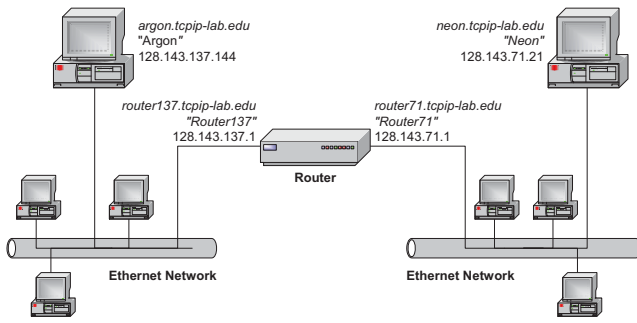 argon.tcpip-lab.edu
"Argon"
128.143.137.144
neon.tcpip-lab.edu
"Neon"
128.143.71.21
router137.tcpip-lab.edu
"Router137"
128.143.137.1
router71.tcpip-lab.edu
"Router71"
128.143.71.1
Router
Ethernet Network
Ethernet Network